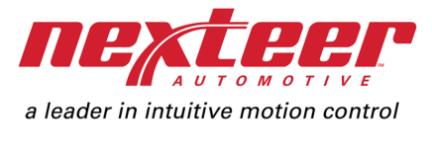 nexteer
AUTOMOTIVE
a leader in intuitive motion control